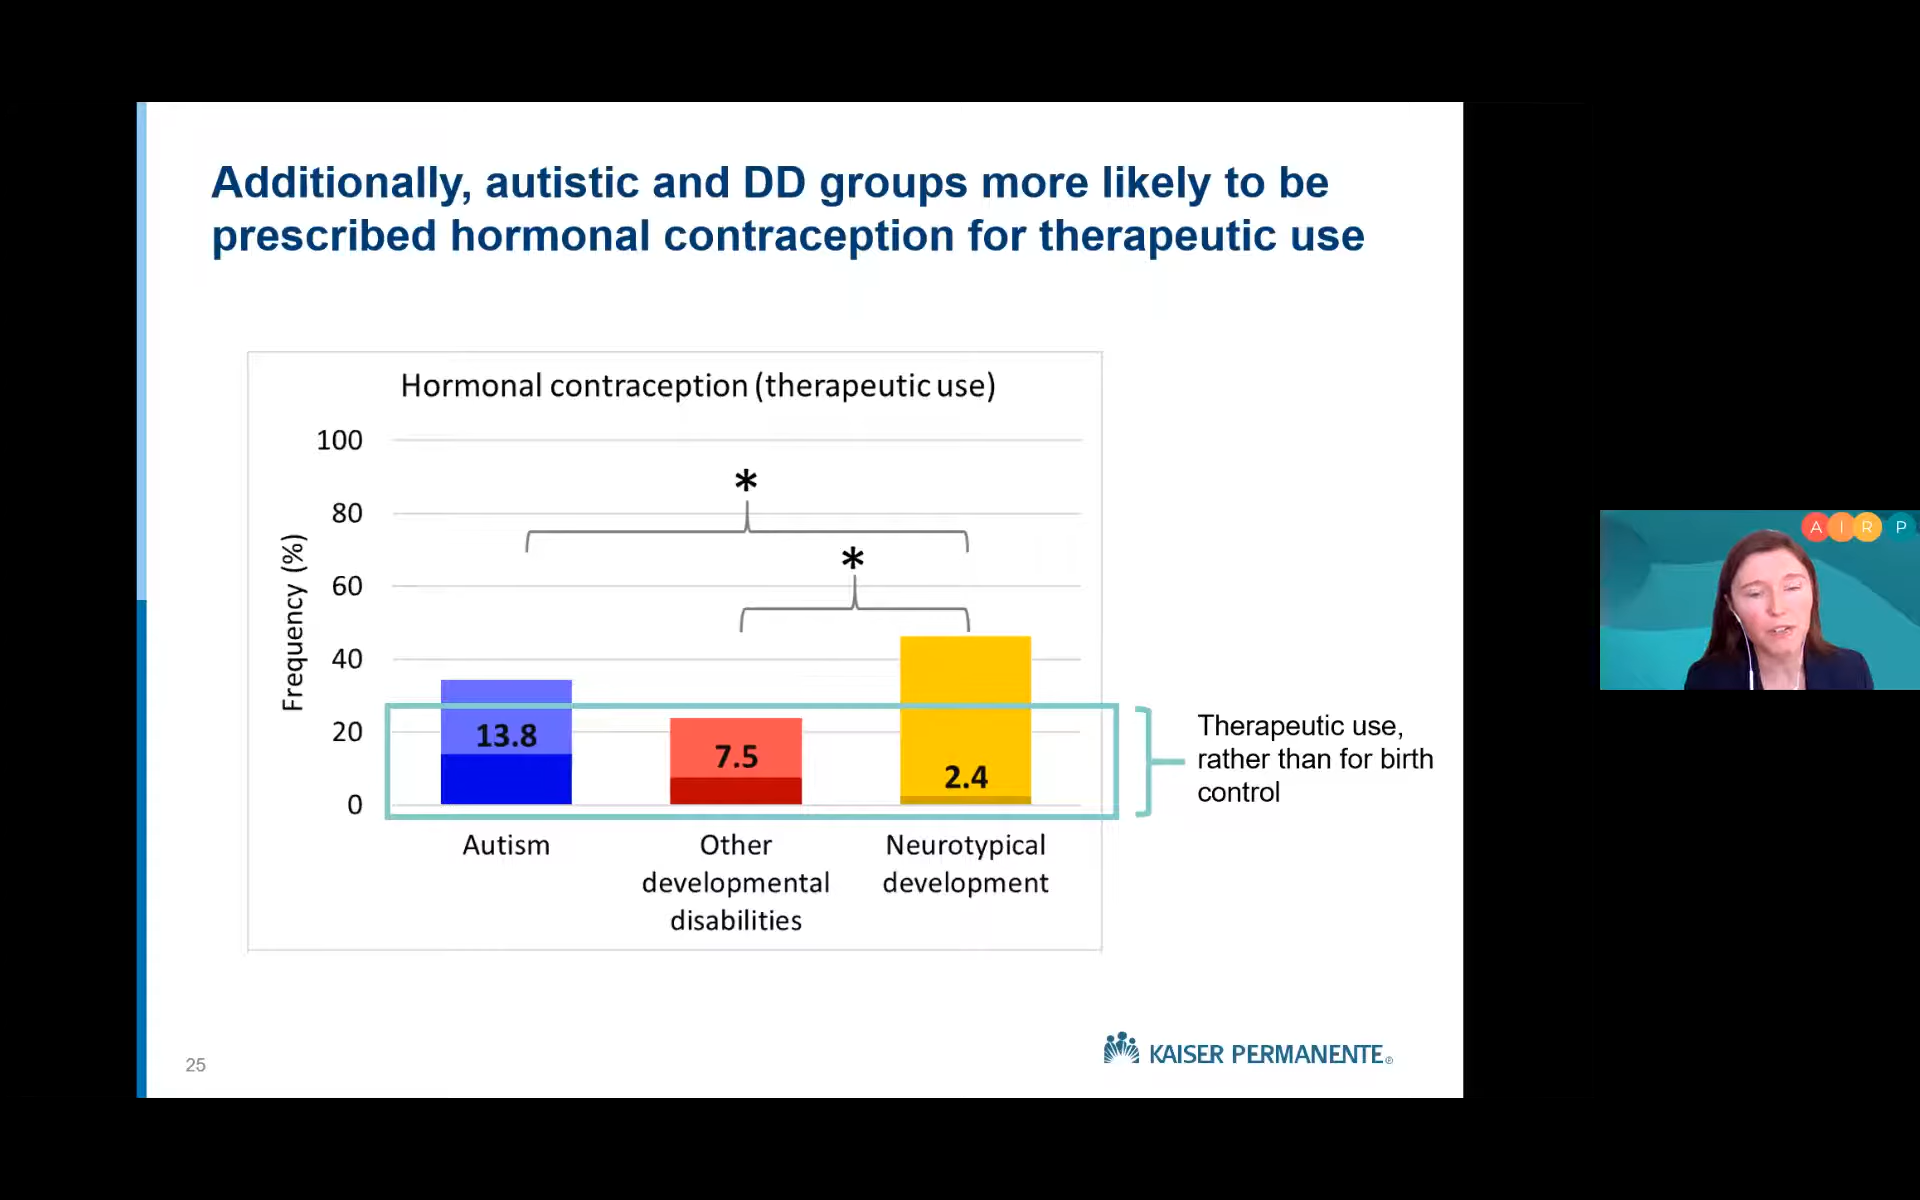 Additionally, autistic and DD groups more likely to be
prescribed hormonal contraception for therapeutic use
Hormonal contraception (therapeutic use)
Frequency (%)
100
80
60
40
20
0
*
*
13.8
7.5
2.4
Autism
Other
developmental
disabilities
Neurotypical
development
Therapeutic use,
rather than for birth
control
25
KAISER PERMANENTE®
A I R P